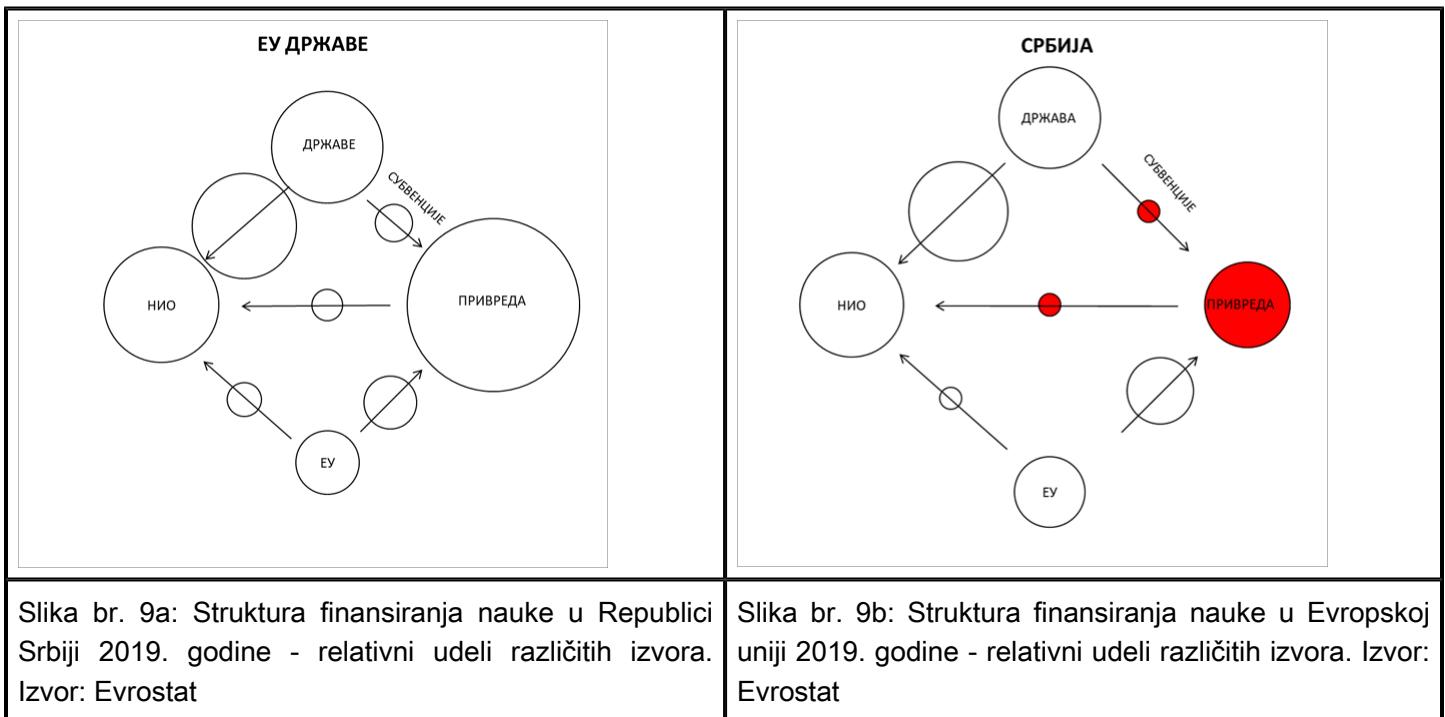 ЕУ ДРЖАВЕ
ДРЖАВЕ
СУБВЕНЦИЈЕ
НИО
ПРИВРЕДА
ЕУ
СРБИЈА
ДРЖАВА
СУБВЕНЦИЈЕ
НИО
ПРИВРЕДА
ЕУ
Slika br. 9a: Struktura finansiranja nauke u Republici
Srbiji 2019. godine - relativni udeli različitih izvora.
Izvor: Evrostat
Slika br. 9b: Struktura finansiranja nauke u Evropskoj
uniji 2019. godine - relativni udeli različitih izvora. Izvor:
Evrostat